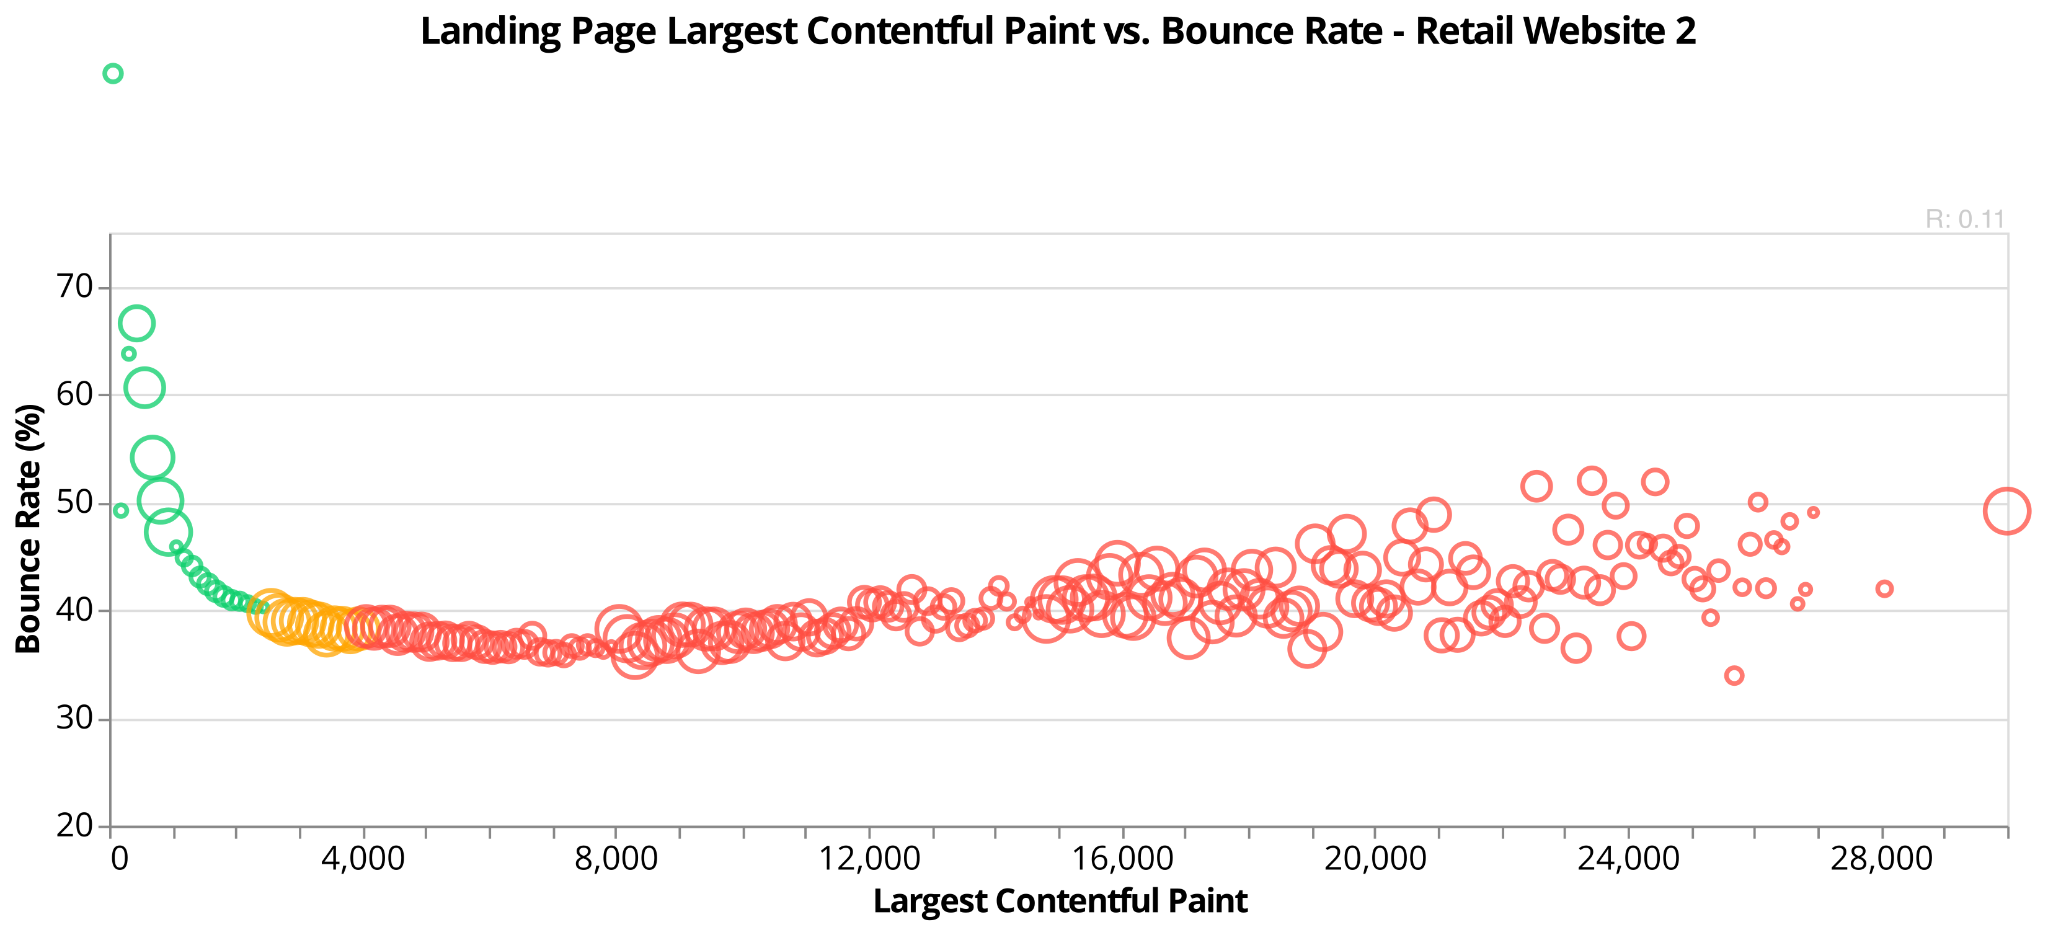 Landing Page Largest Contentful Paint vs. Bounce Rate - Retail Website 2
R: 0.11
Bounce Rate (%)
70
60
50
40
30
20
0 4,000 8,000 12,000 16,000 20,000 24,000 28,000
Largest Contentful Paint